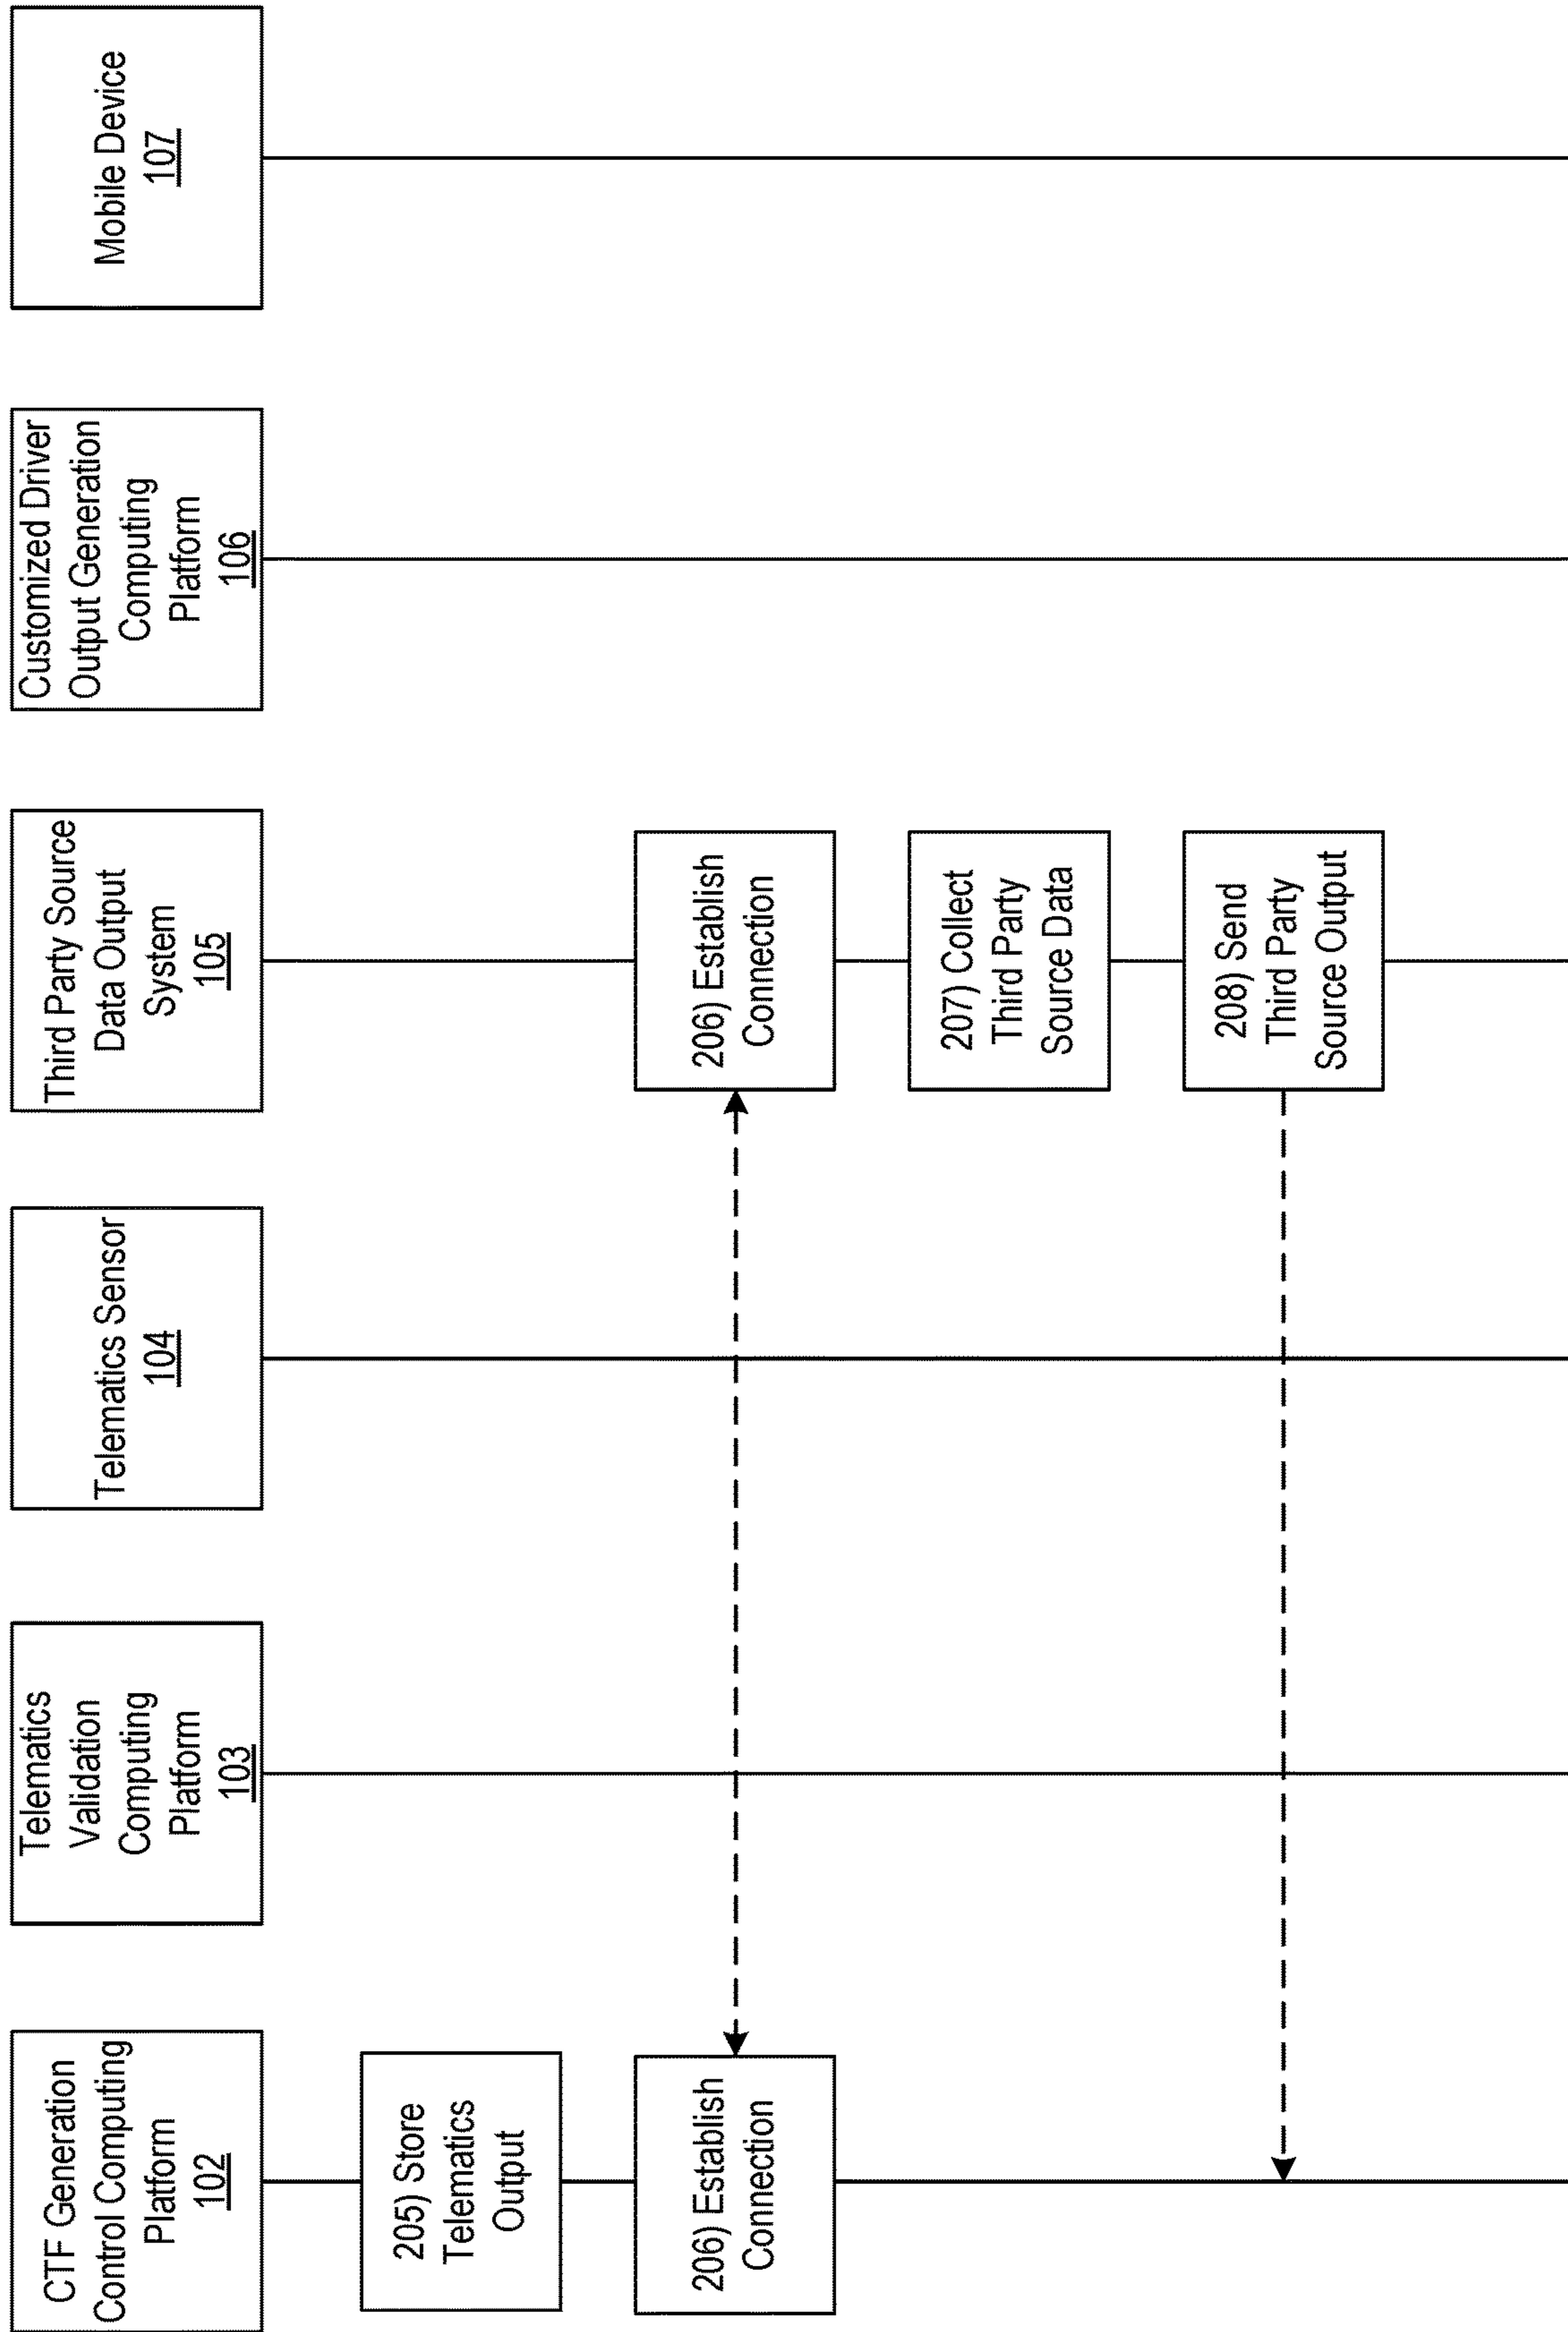 CTF Generation
Control Computing
Platform
102
Telematics
Validation
Computing
Platform
103
Telematics Sensor
104
Third Party Source
Data Output
System
105
Customized Driver
Output Generation
Computing
Platform
106
Mobile Device
107
205) Store
Telematics
Output
206) Establish
Connection
206) Establish
Connection
207) Collect
Third Party
Source Data
208) Send
Third Party
Source Output